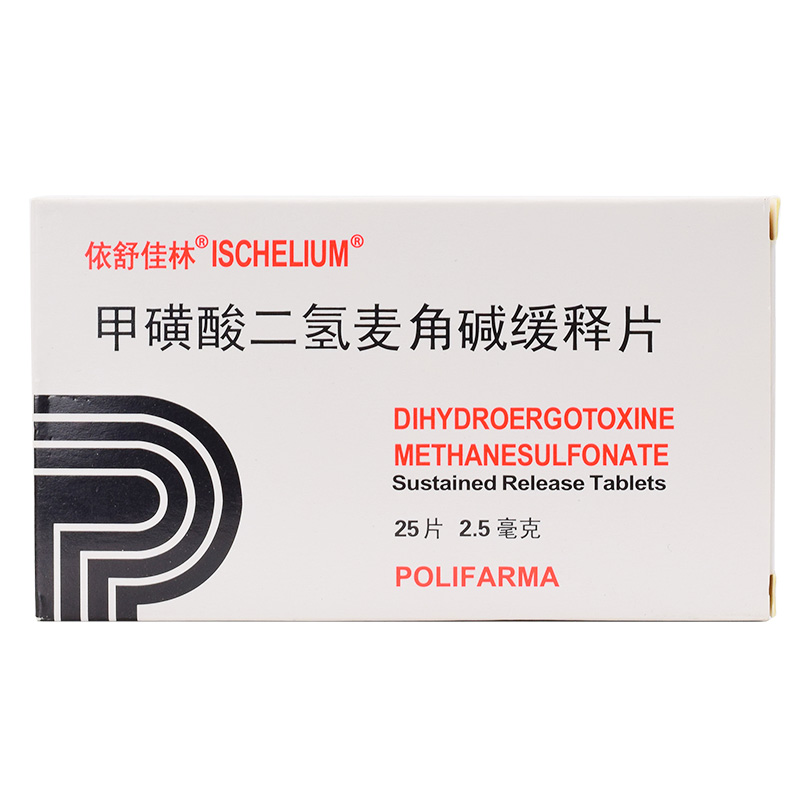 依舒佳林® ISCHELIUM®
甲磺酸二氢麦角碱缓释片
DIHYDROERGOTOXINE
METHANESULFONATE
Sustained Release Tablets
25片 2.5毫克
POLIFARMA